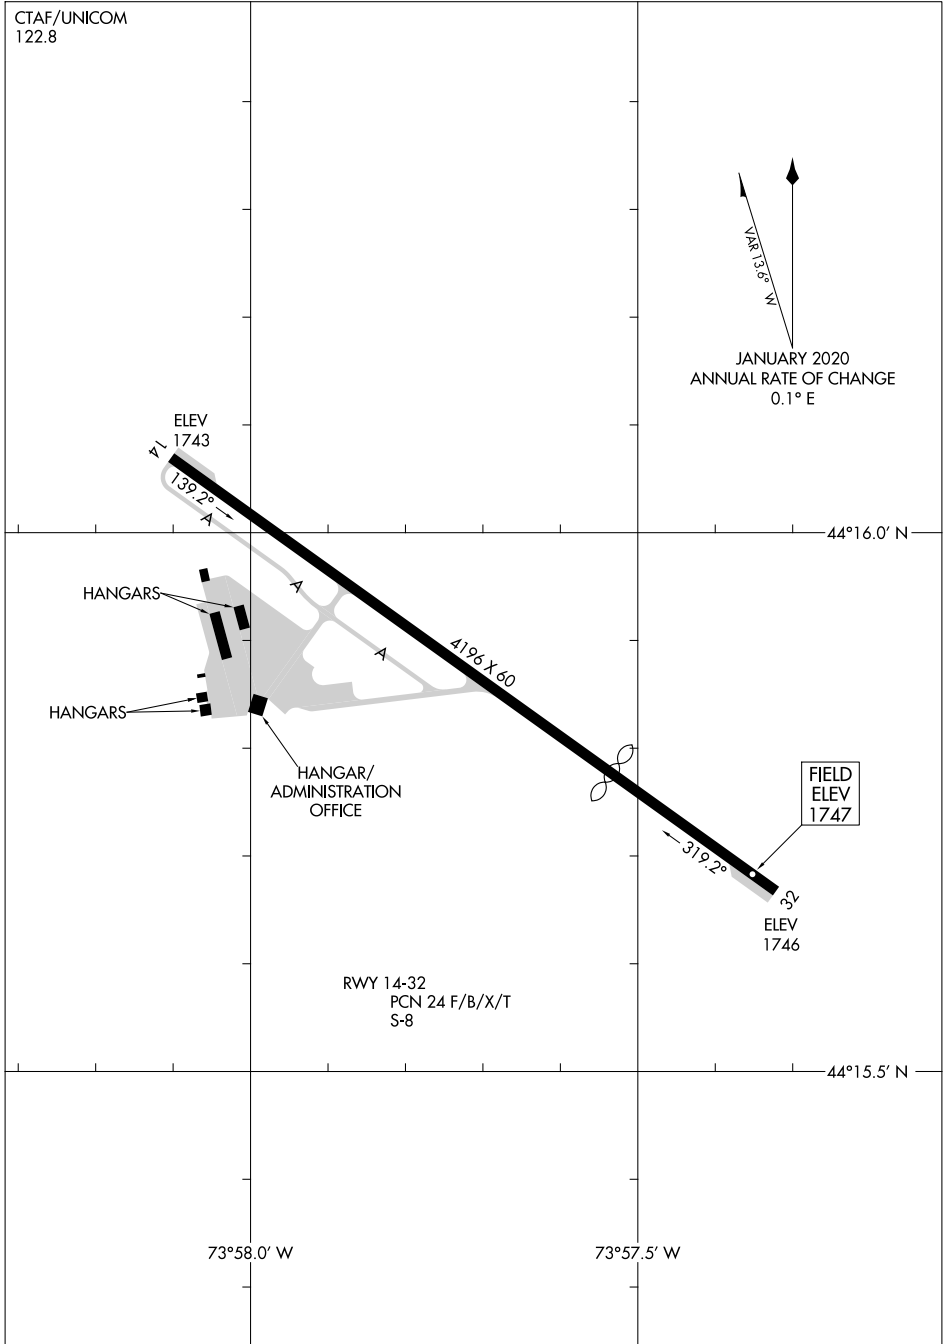 CTAF/UNICOM
122.8
VAR 13.6° W
JANUARY 2020
ANNUAL RATE OF CHANGE
0.1° E
ELEV
1743
14
139.2°
A
44°16.0' N
HANGARS
A
A
4196 X 60
HANGARS
HANGAR/
ADMINISTRATION
OFFICE
FIELD
ELEV
1747
319.2°
32
ELEV
1746
RWY 14-32
PCN 24 F/B/X/T
S-8
44°15.5' N
73°58.0' W
73°57.5' W